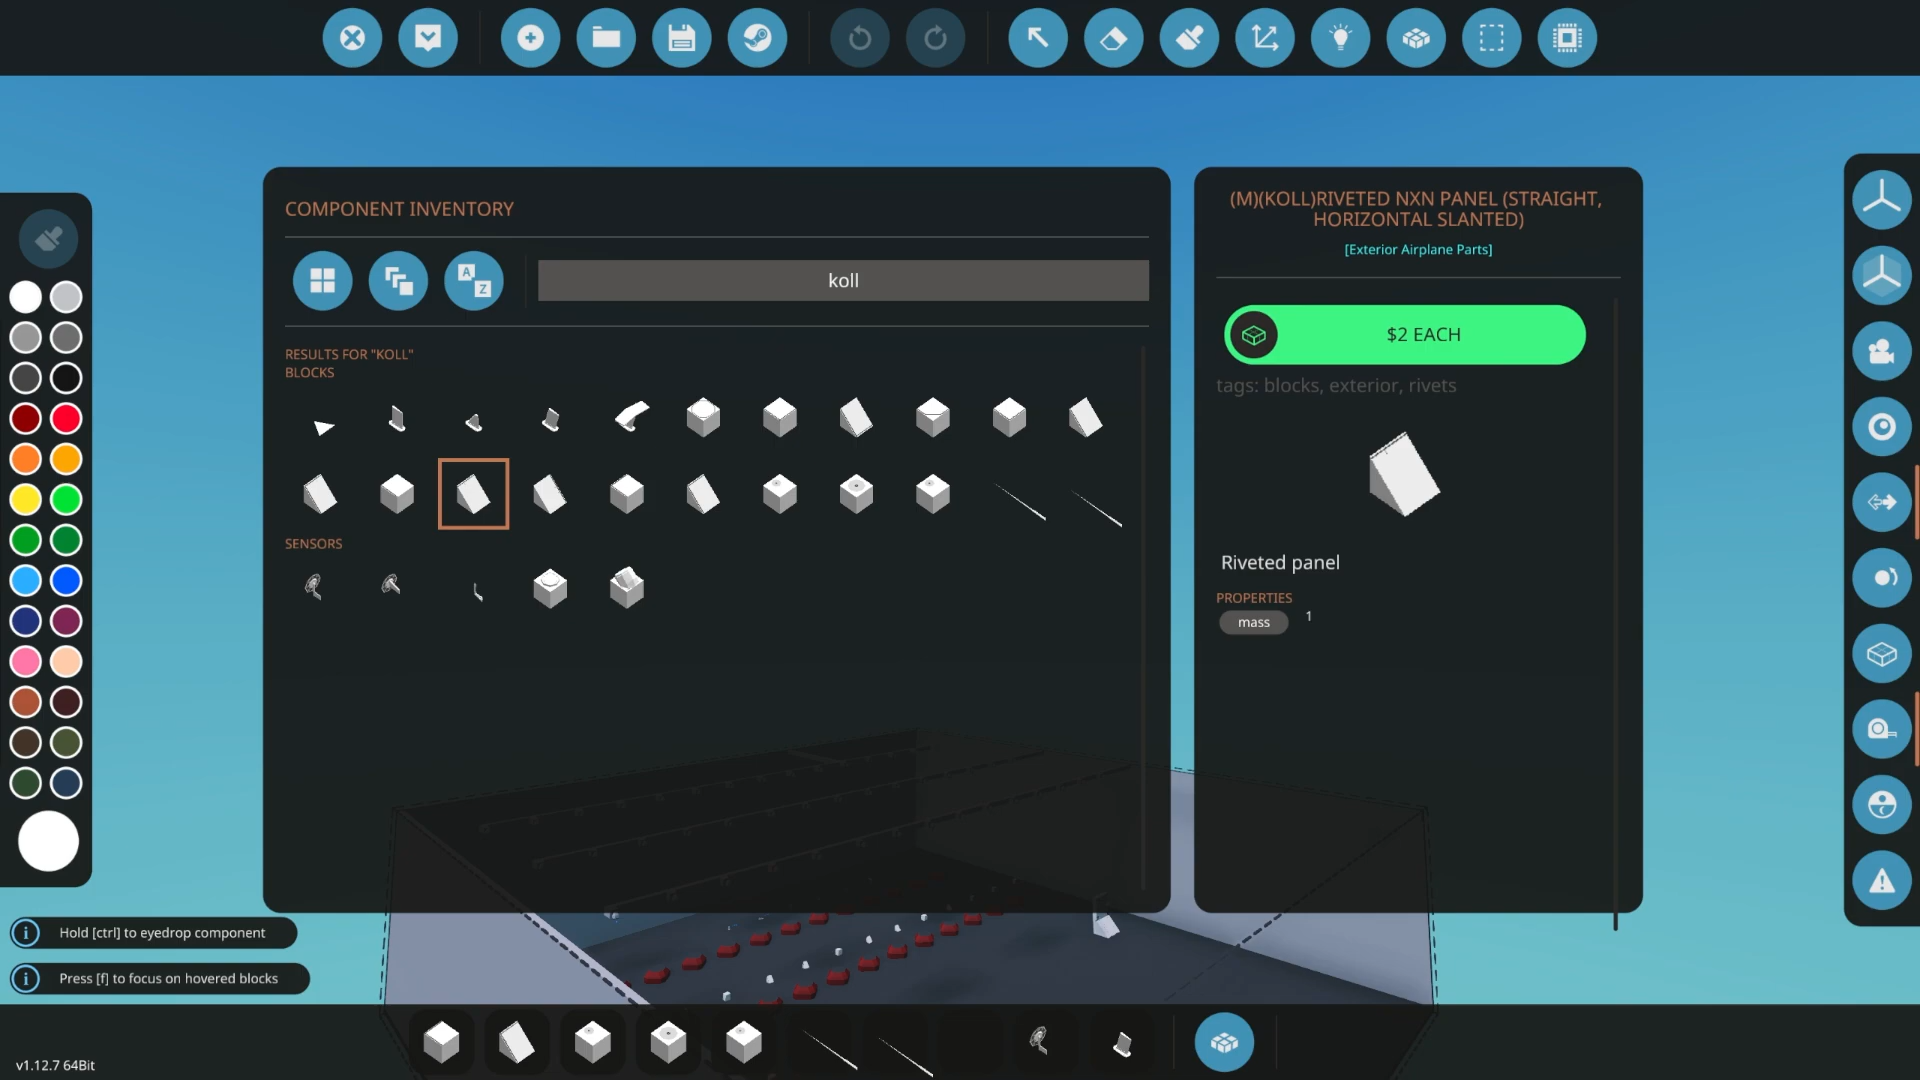 COMPONENT INVENTORY
A
Z
koll
RESULTS FOR "KOLL"
BLOCKS
SENSORS
(M)(KOLL)RIVETED NXN PANEL (STRAIGHT,
HORIZONTAL SLANTED)
[Exterior Airplane Parts]
$2 EACH
tags: blocks, exterior, rivets
Riveted panel
PROPERTIES
mass 1
Hold [ctrl] to eyedrop component
Press [f] to focus on hovered blocks
v1.12.7 64Bit